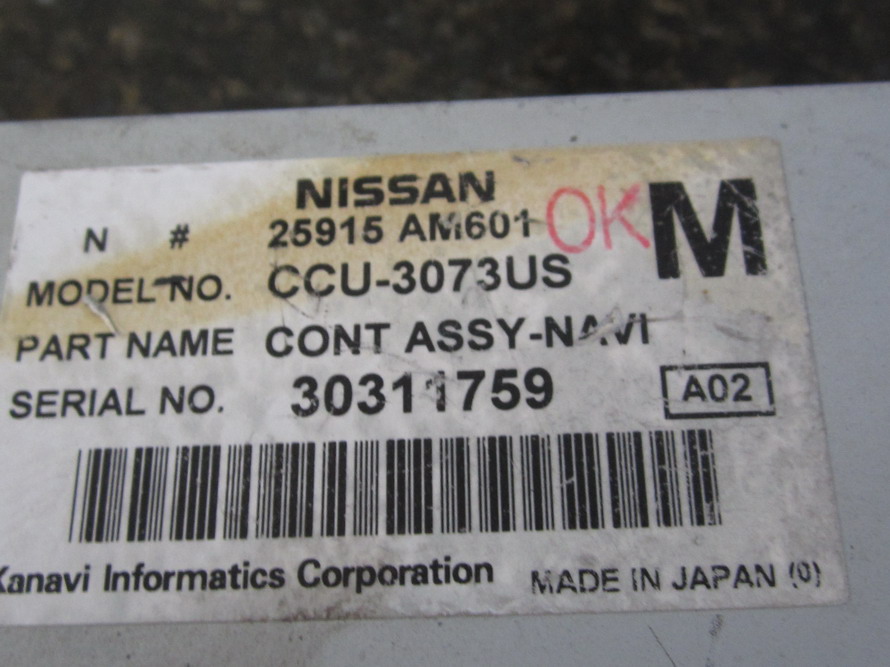 NISSAN
N # 25915 AM601 OK M
MODEL NO. CCU-3073US
PART NAME CONT ASSY-NAVI
SERIAL NO. 30311759 A02
Kanavi Informatics Corporation MADE IN JAPAN (0)